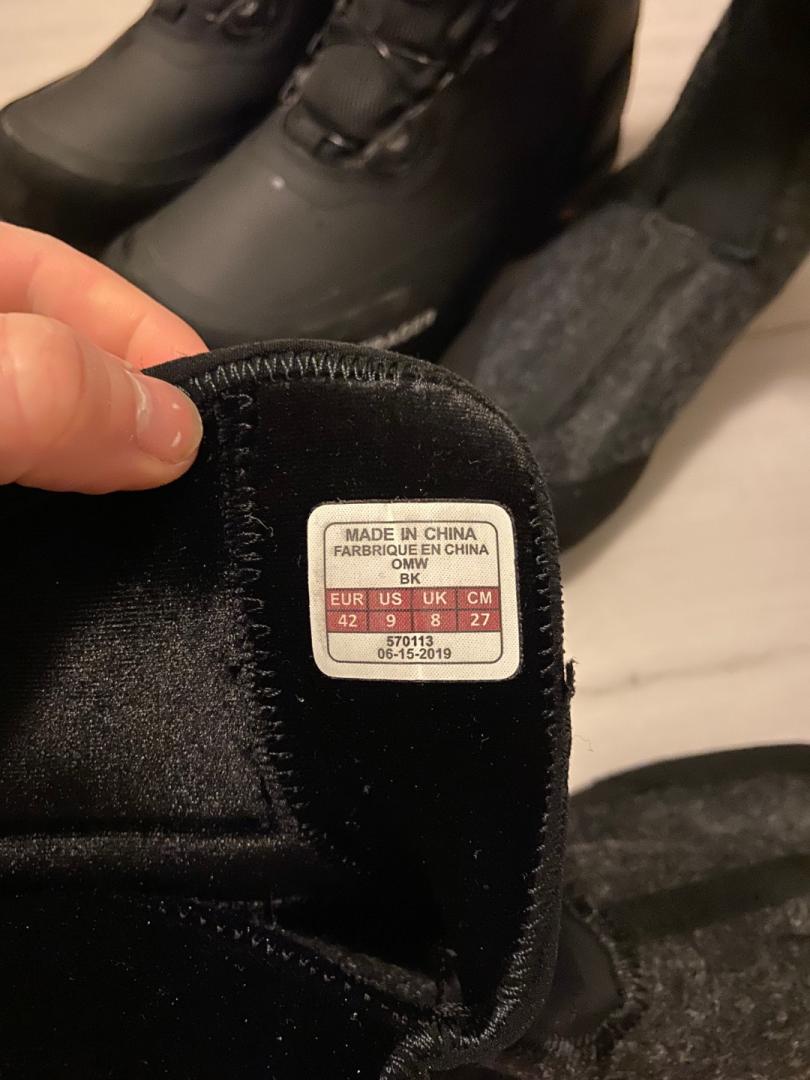 MADE IN CHINA
FARBRIQUE EN CHINA
OMW
BK
EUR US UK CM
42 9 8 27
570113
06-15-2019